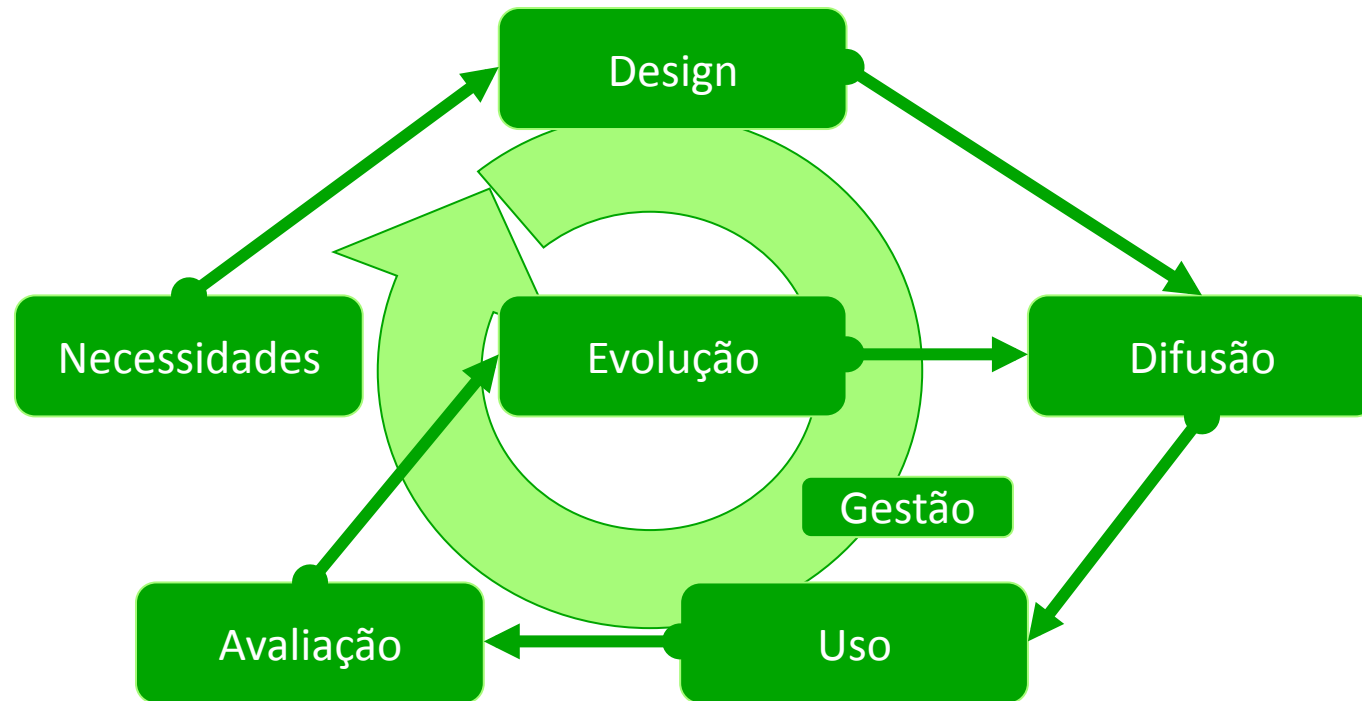 Design
Necessidades
Evolução
Difusão
Gestão
Avaliação
Uso